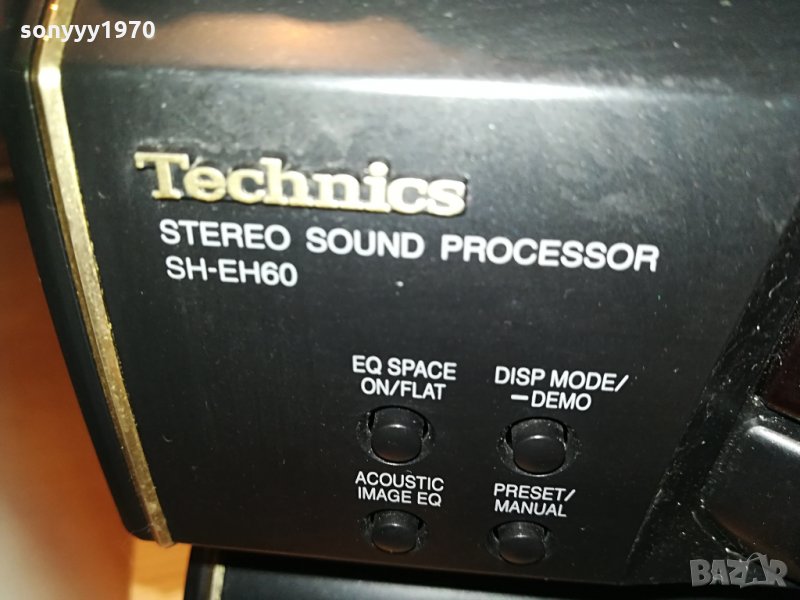 sonyyy1970
Technics
STEREO SOUND PROCESSOR
SH-EH60
EQ SPACE
ON/FLAT
DISP MODE/
–DEMO
ACOUSTIC
IMAGE EQ
PRESET/
MANUAL
BAZAR